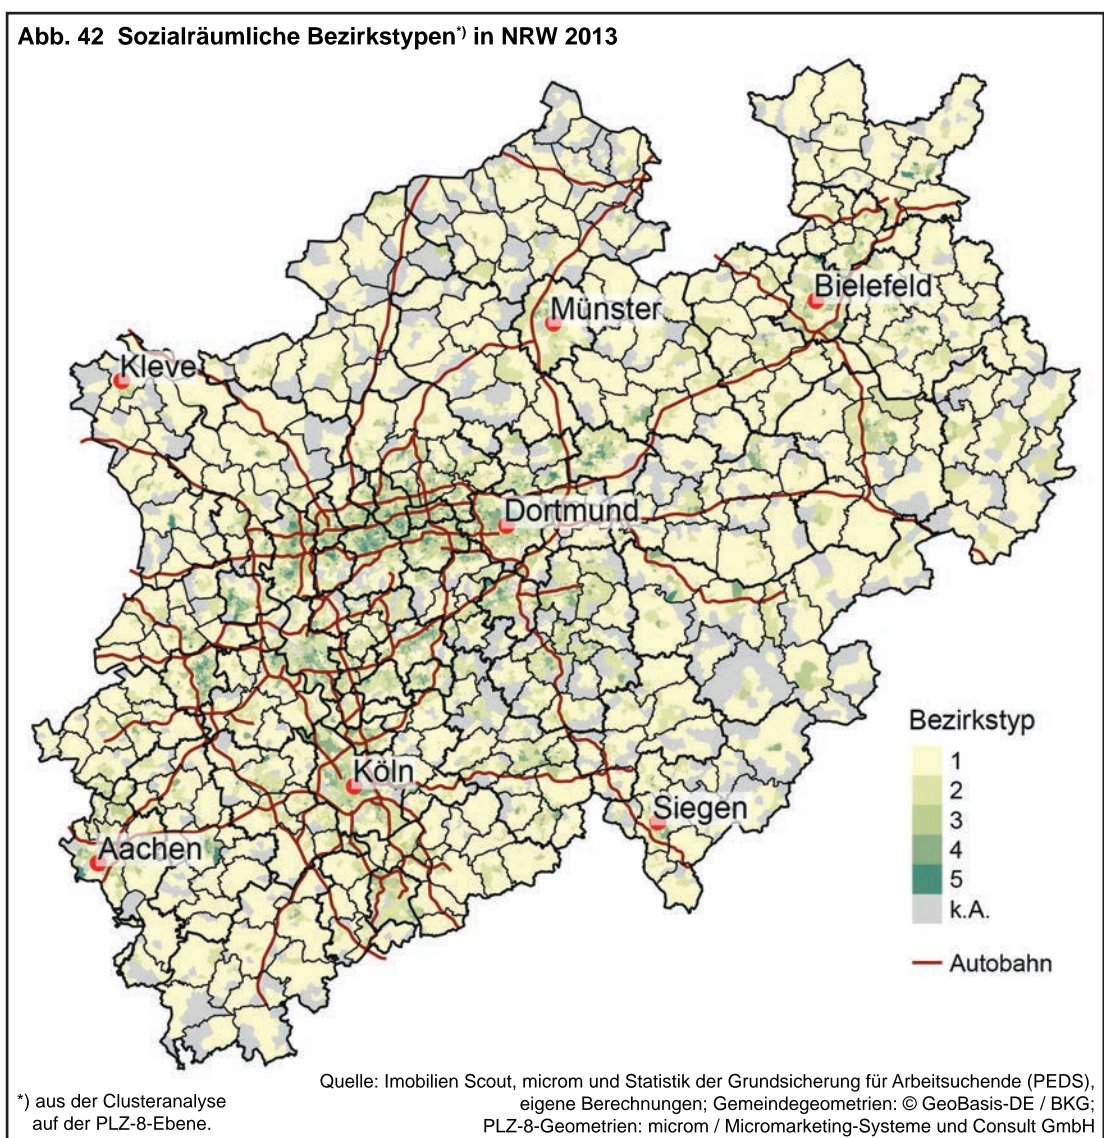 Abb. 42 Sozialräumliche Bezirkstypen*) in NRW 2013
Bielefeld
Münster
Kleve
Dortmund
Bezirkstyp
1
2
3
4
5
k.A.
Autobahn
Köln
Siegen
Aachen
*) aus der Clusteranalyse
auf der PLZ-8-Ebene.
Quelle: Imobilien Scout, microm und Statistik der Grundsicherung für Arbeitsuchende (PEDS),
eigene Berechnungen; Gemeindegeometrien: © GeoBasis-DE / BKG;
PLZ-8-Geometrien: microm / Micromarketing-Systeme und Consult GmbH